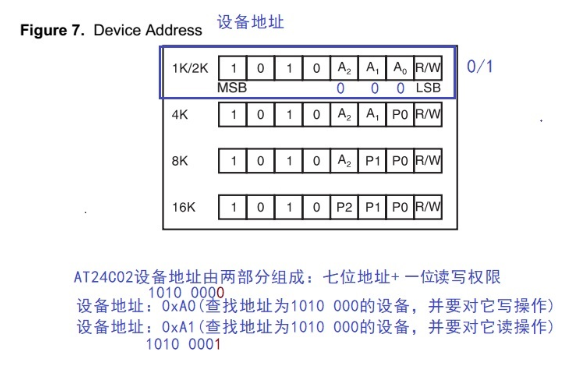 Figure 7. Device Address 设备地址
1K/2K 1 0 1 0 A2 A1 A0 R/W 0/1
MSB 0 0 0 LSB
4K 1 0 1 0 A2 A1 P0 R/W
8K 1 0 1 0 A2 P1 P0 R/W
16K 1 0 1 0 P2 P1 P0 R/W
AT24C02设备地址由两部分组成：七位地址+一位读写权限
1010 0000
设备地址：0xA0(查找地址为1010 000的设备，并要对它写操作)
设备地址：0xA1(查找地址为1010 000的设备，并要对它读操作)
1010 0001